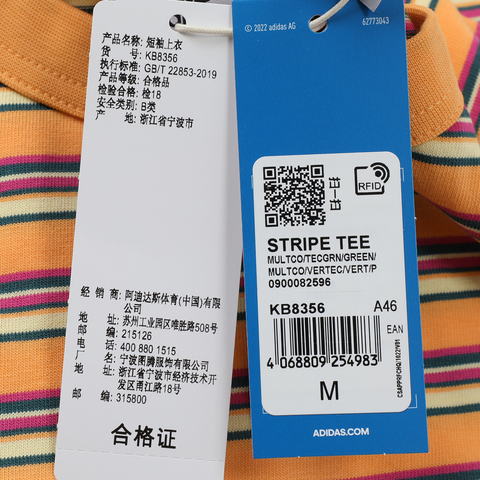 产品名称: 短袖上衣
货 号: KB8356
执行标准: GB/T 22853-2019
产品等级: 合格品
检验合格: 检18
安全类别: B类
产 地: 浙江省宁波市
经 销 商: 阿迪达斯体育(中国)有限
公司
地 址: 苏州工业园区唯胜路508号
邮 编: 215126
电 话: 400 880 1515
厂 名: 宁波图腾服饰有限公司
地 址: 浙江省宁波市经济技术开
发区甬江路18号
邮 编: 315800
合格证
© 2022 adidas AG
62773043
RFID
STRIPE TEE
MULTCO/TECGRN/GREEN/
MULTCO/VERTEC/VERT/P
0900082596
KB8356 A46
EAN
4 068809 254983
M
ADIDAS.COM